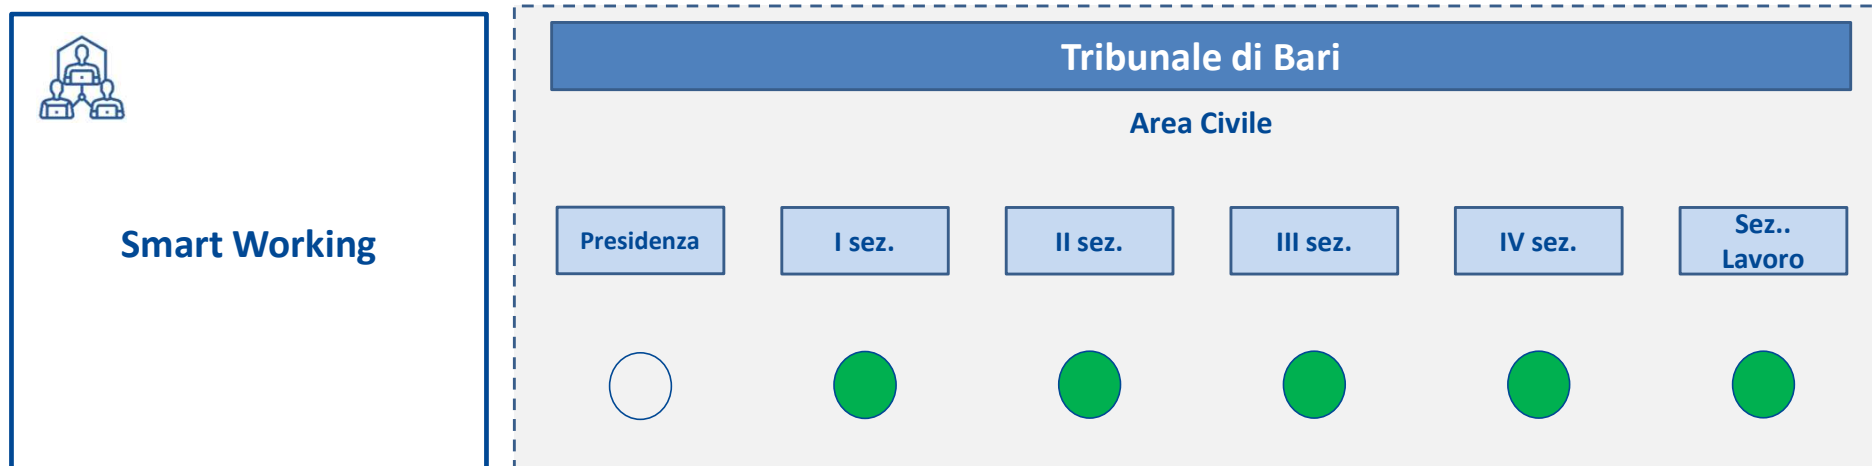 Smart Working
Tribunale di Bari
Area Civile
Presidenza
I sez.
II sez.
III sez.
IV sez.
Sez..
Lavoro